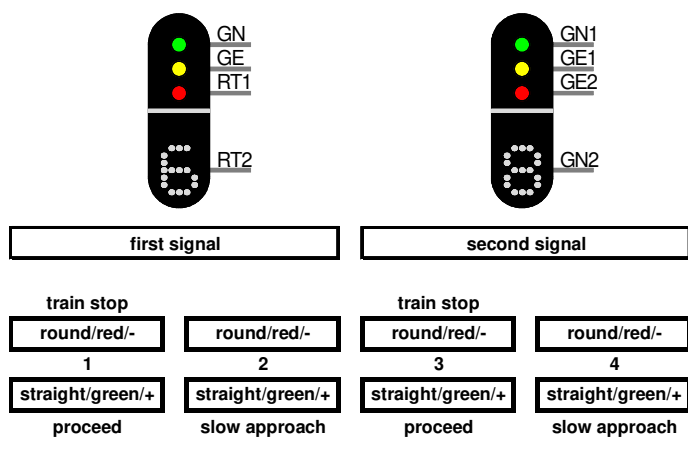 GN
GE
RT1
6
RT2
GN1
GE1
GE2
8
GN2
first signal
second signal
train stop
train stop
round/red/-
round/red/-
round/red/-
round/red/-
1
2
3
4
straight/green/+
straight/green/+
straight/green/+
straight/green/+
proceed
slow approach
proceed
slow approach